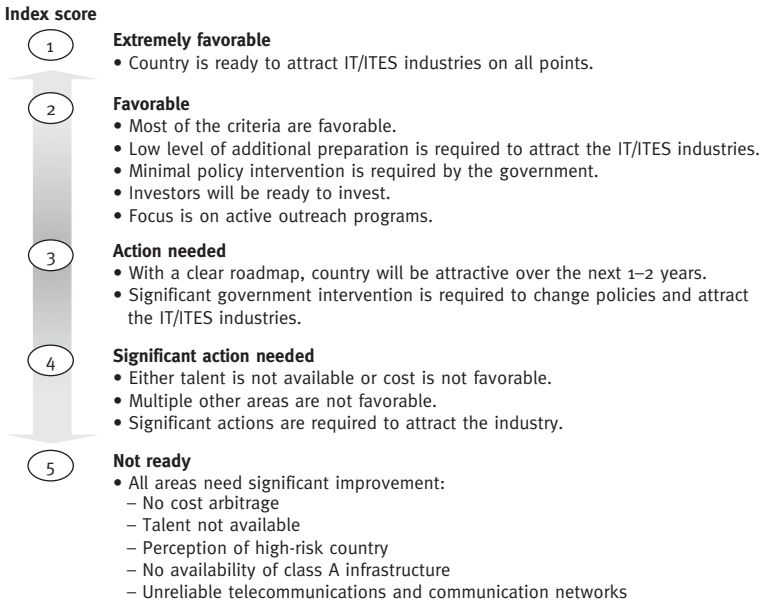 Index score
1
Extremely favorable
• Country is ready to attract IT/ITES industries on all points.
2
Favorable
• Most of the criteria are favorable.
• Low level of additional preparation is required to attract the IT/ITES industries.
• Minimal policy intervention is required by the government.
• Investors will be ready to invest.
• Focus is on active outreach programs.
3
Action needed
• With a clear roadmap, country will be attractive over the next 1–2 years.
• Significant government intervention is required to change policies and attract
the IT/ITES industries.
4
Significant action needed
• Either talent is not available or cost is not favorable.
• Multiple other areas are not favorable.
• Significant actions are required to attract the industry.
5
Not ready
• All areas need significant improvement:
– No cost arbitrage
– Talent not available
– Perception of high-risk country
– No availability of class A infrastructure
– Unreliable telecommunications and communication networks